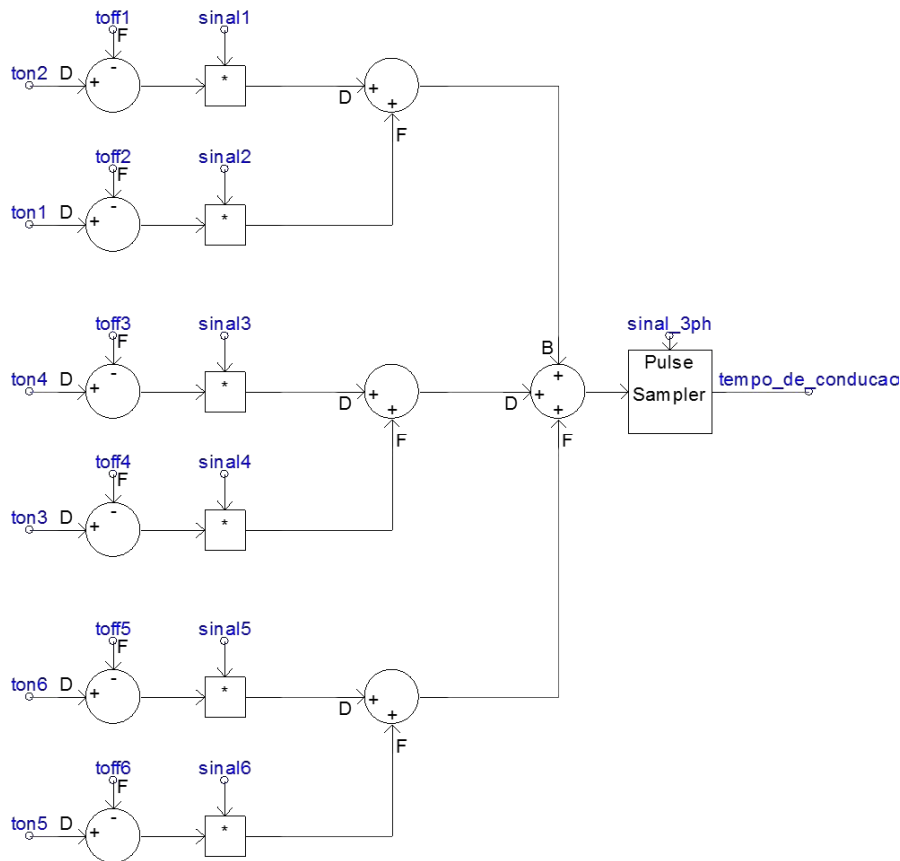 toff1 sinal1
F
-
ton2 D + * D + +
F
toff2 sinal2
F
-
ton1 D + *
toff3 sinal3
F
-
sinal_3ph
B
Pulse
+
ton4 D + * D + + D + + Sampler tempo_de_conducao
F F
toff4 sinal4
F
-
ton3 D + *
toff5 sinal5
F
-
ton6 D + * D + +
F
toff6 sinal6
F
-
ton5 D + *